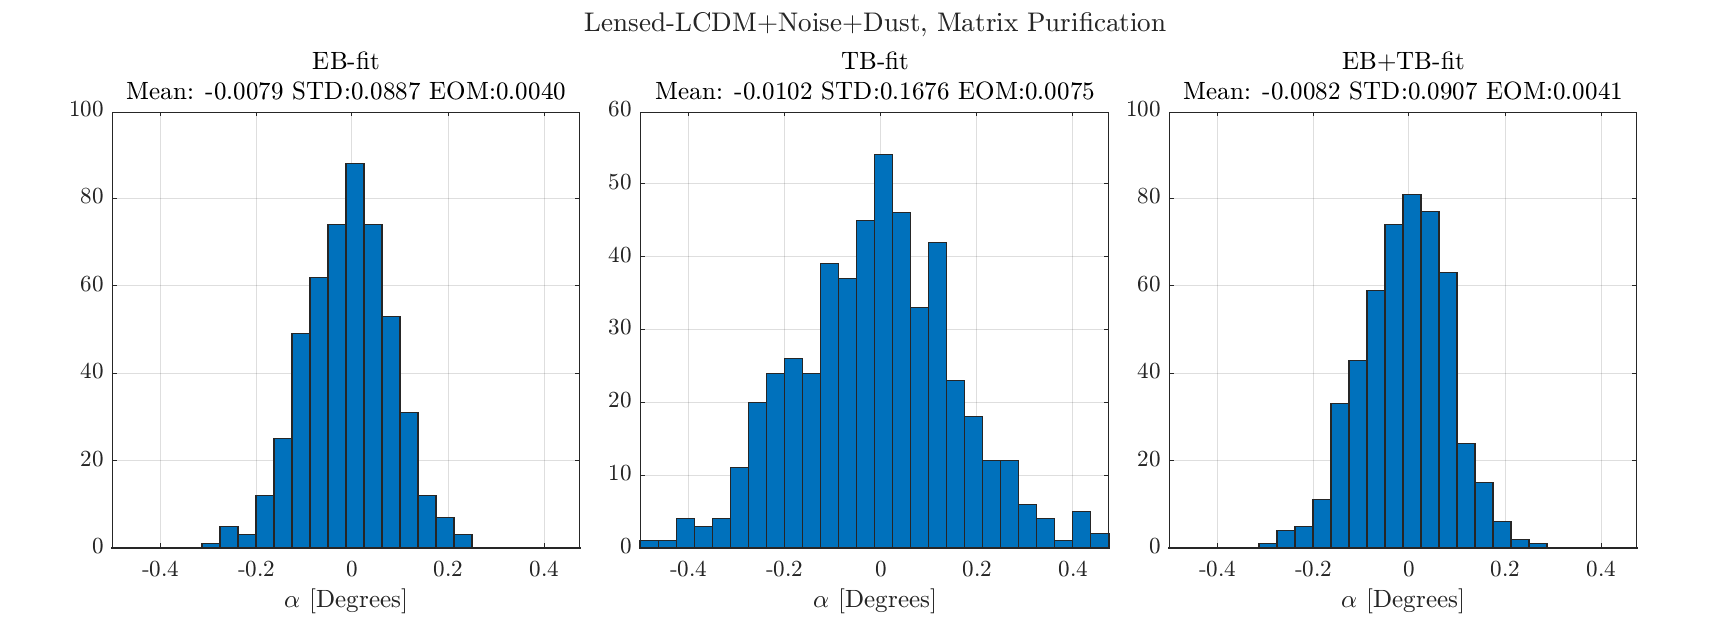 Lensed-LCDM+Noise+Dust, Matrix Purification
EB-fit
Mean: -0.0079 STD:0.0887 EOM:0.0040
100
80
60
40
20
0
-0.4 -0.2 0 0.2 0.4
α [Degrees]
TB-fit
Mean: -0.0102 STD:0.1676 EOM:0.0075
60
50
40
30
20
10
0
-0.4 -0.2 0 0.2 0.4
α [Degrees]
EB+TB-fit
Mean: -0.0082 STD:0.0907 EOM:0.0041
100
80
60
40
20
0
-0.4 -0.2 0 0.2 0.4
α [Degrees]